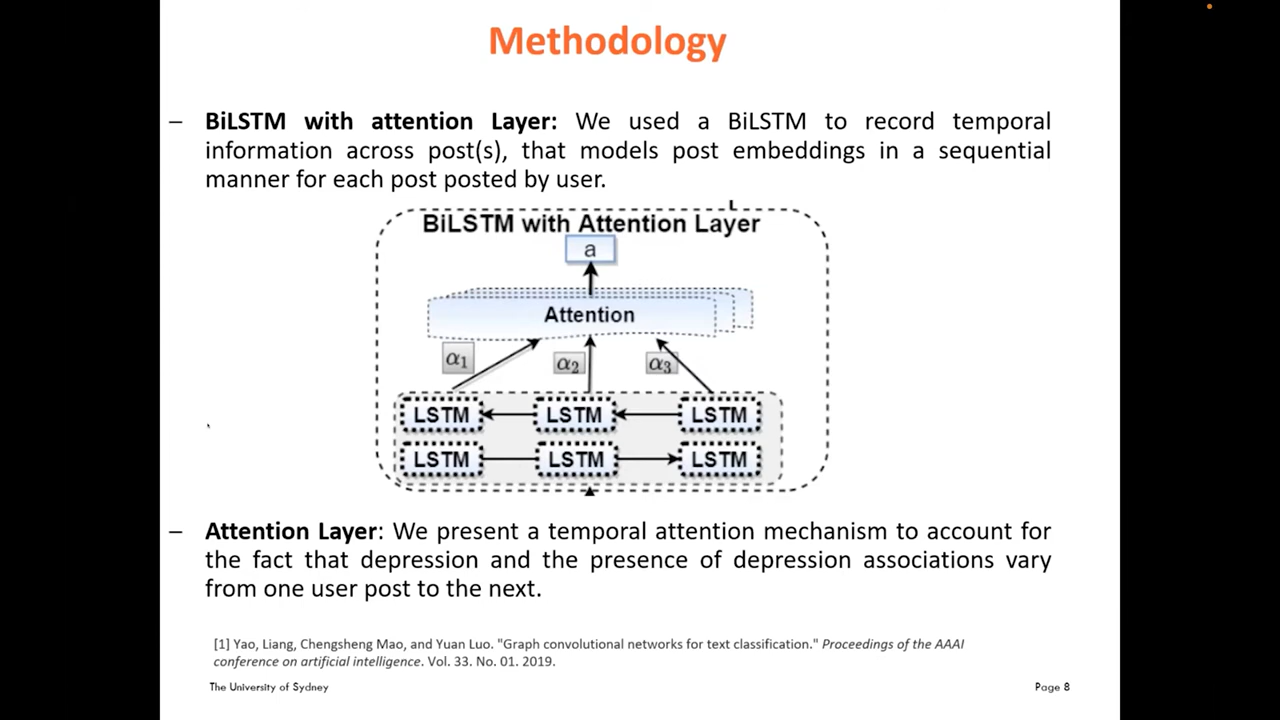 Methodology
– BiLSTM with attention Layer: We used a BiLSTM to record temporal
information across post(s), that models post embeddings in a sequential
manner for each post posted by user.
BiLSTM with Attention Layer
a
Attention
α1 α2 α3
LSTM LSTM LSTM
LSTM LSTM LSTM
– Attention Layer: We present a temporal attention mechanism to account for
the fact that depression and the presence of depression associations vary
from one user post to the next.
[1] Yao, Liang, Chengsheng Mao, and Yuan Luo. "Graph convolutional networks for text classification." Proceedings of the AAAI
conference on artificial intelligence. Vol. 33. No. 01. 2019.
The University of Sydney
Page 8